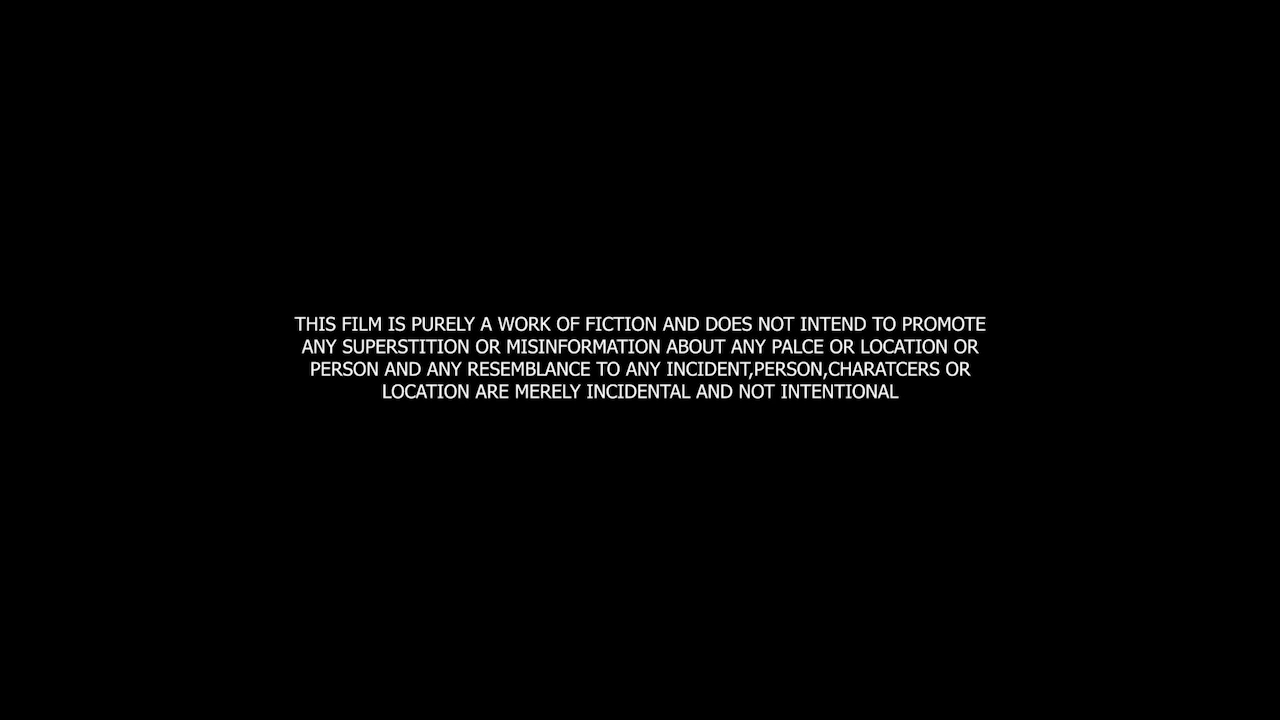 THIS FILM IS PURELY A WORK OF FICTION AND DOES NOT INTEND TO PROMOTE
ANY SUPERSTITION OR MISINFORMATION ABOUT ANY PALCE OR LOCATION OR
PERSON AND ANY RESEMBLANCE TO ANY INCIDENT,PERSON,CHARATCERS OR
LOCATION ARE MERELY INCIDENTAL AND NOT INTENTIONAL